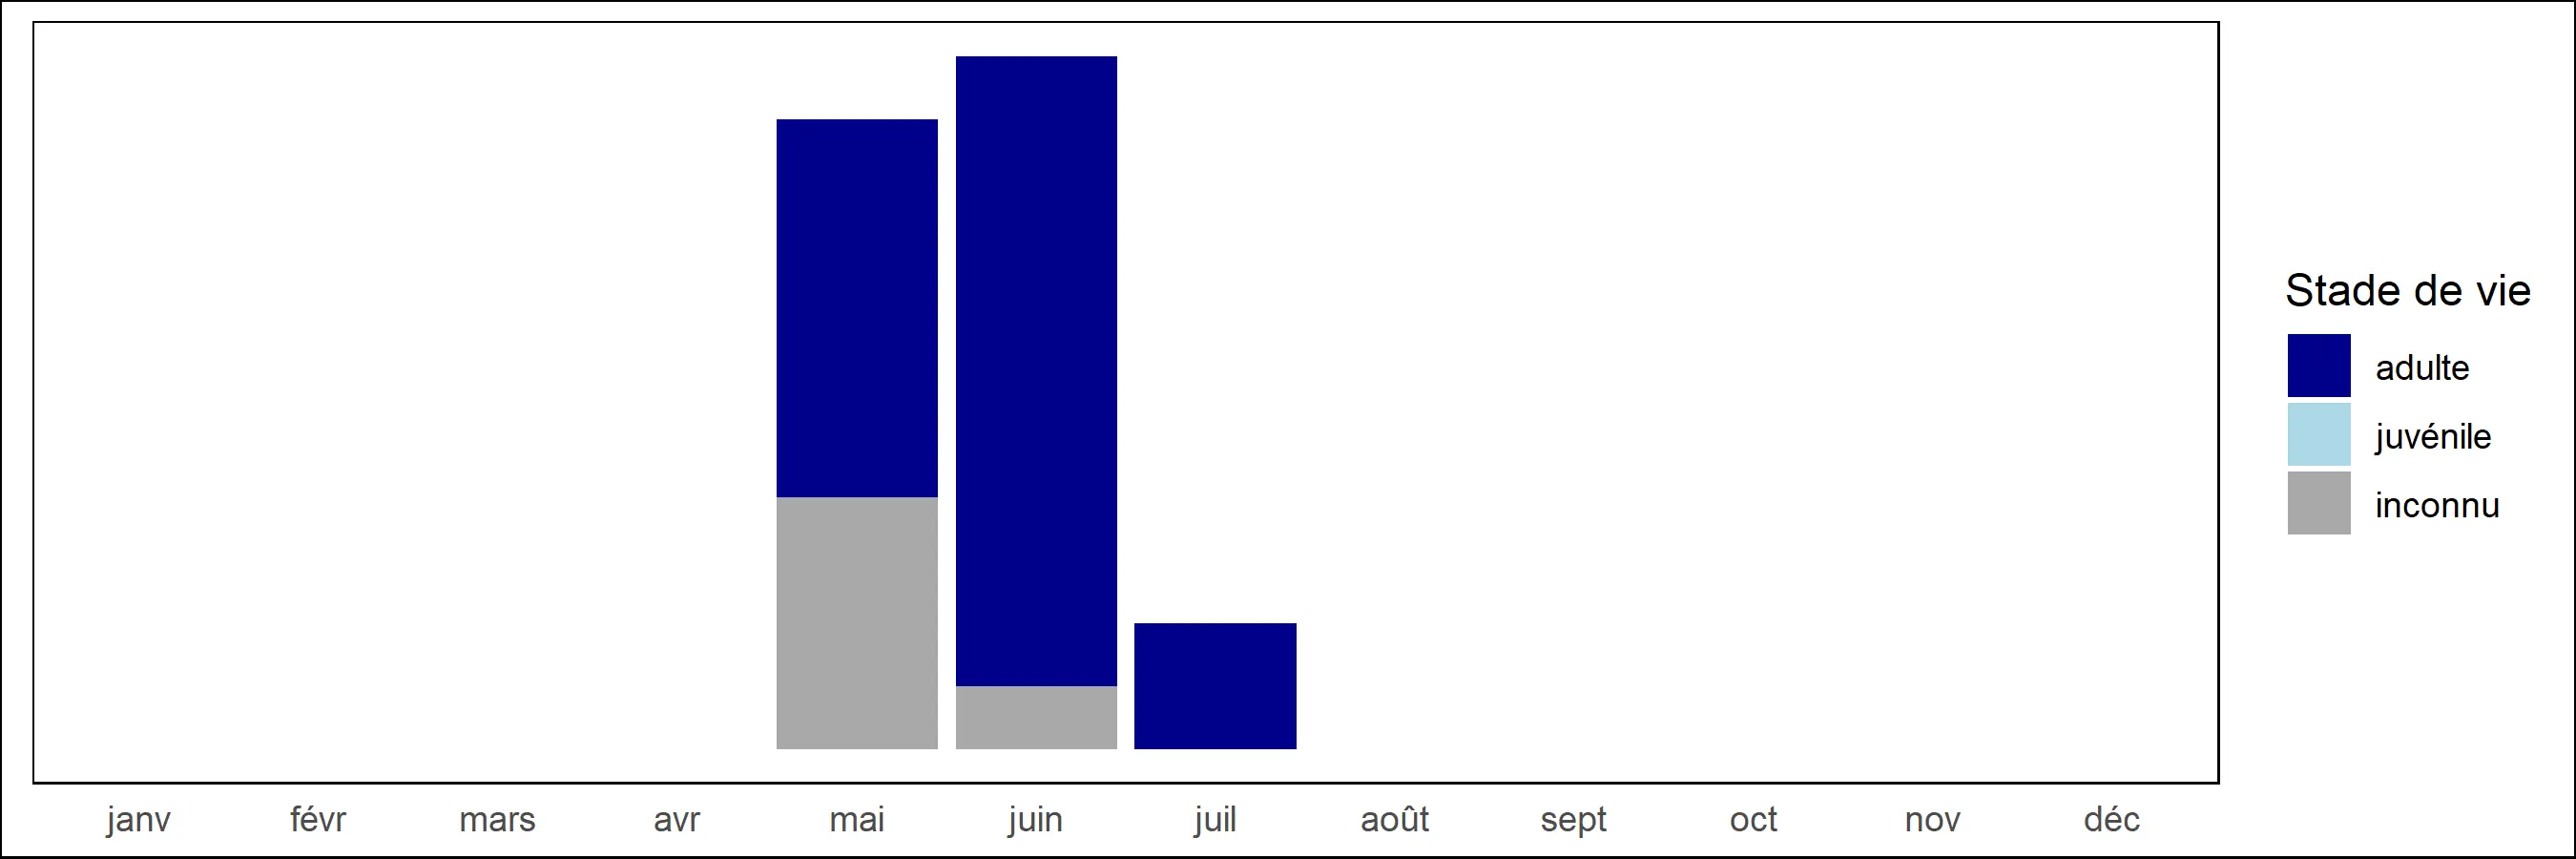 Stade de vie
adulte
juvénile
inconnu
janv févr mars avr mai juin juil août sept oct nov déc